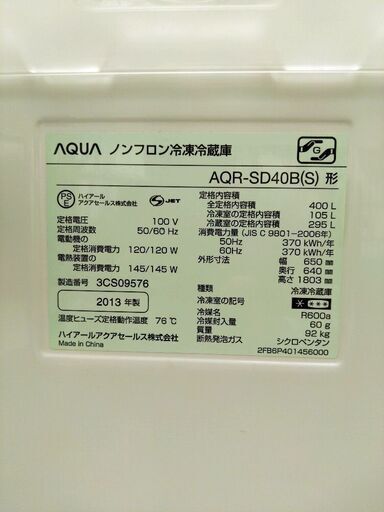 AQUA ノンフロン冷凍冷蔵庫
G
AQR-SD40B(S) 形
PS
E
ハイアール
アクアセールス株式会社
S-JET
定格電圧 100 V
定格周波数 50/60 Hz
電動機の
定格消費電力 120/120 W
電熱装置の
定格消費電力 145/145 W
製造番号 3CS09576
2013 年製
温度ヒューズ定格動作温度 76 ℃
ハイアールアクアセールス株式会社
Made in China
定格内容積
全定格内容積 400 L
冷凍室の定格内容積 105 L
冷蔵室の定格内容積 295 L
消費電力量(JIS C 9801-2006年)
50Hz 370 kWh/年
60Hz 370 kWh/年
外形寸法 幅 650 mm
奥行 640 mm
高さ 1803 mm
種類 冷凍冷蔵庫
冷凍室の記号
冷媒名 R600a
冷媒封入量 60 g
質量 92 kg
断熱発泡ガス シクロペンタン
2FB6P401456000